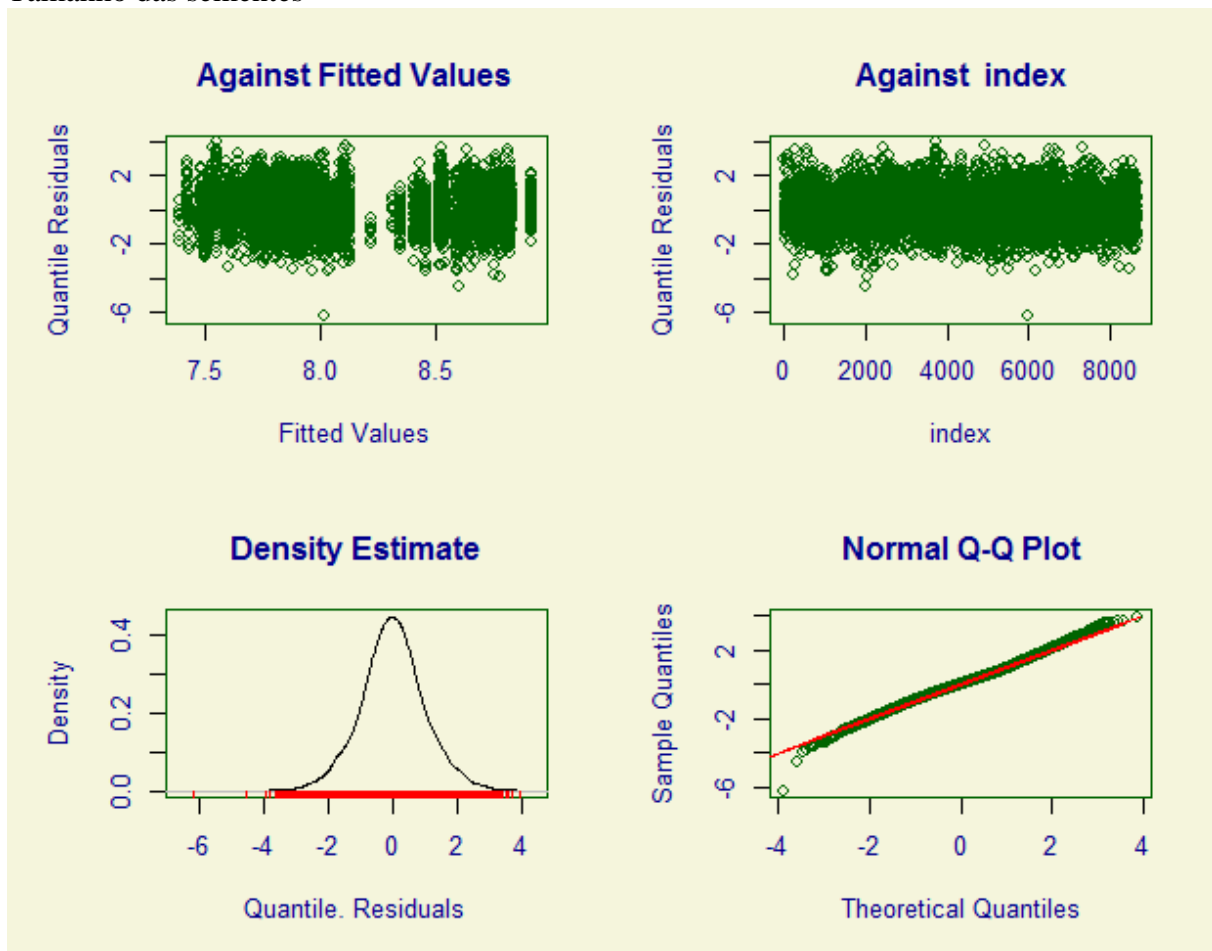 Tamanho das sementes
Against Fitted Values
Quantile Residuals
2
-2
-6
7.5 8.0 8.5
Fitted Values
Against index
Quantile Residuals
2
-2
-6
0 2000 4000 6000 8000
index
Density Estimate
Density
0.4
0.2
0.0
-6 -4 -2 0 2 4
Quantile. Residuals
Normal Q-Q Plot
Sample Quantiles
2
-2
-6
-4 -2 0 2 4
Theoretical Quantiles